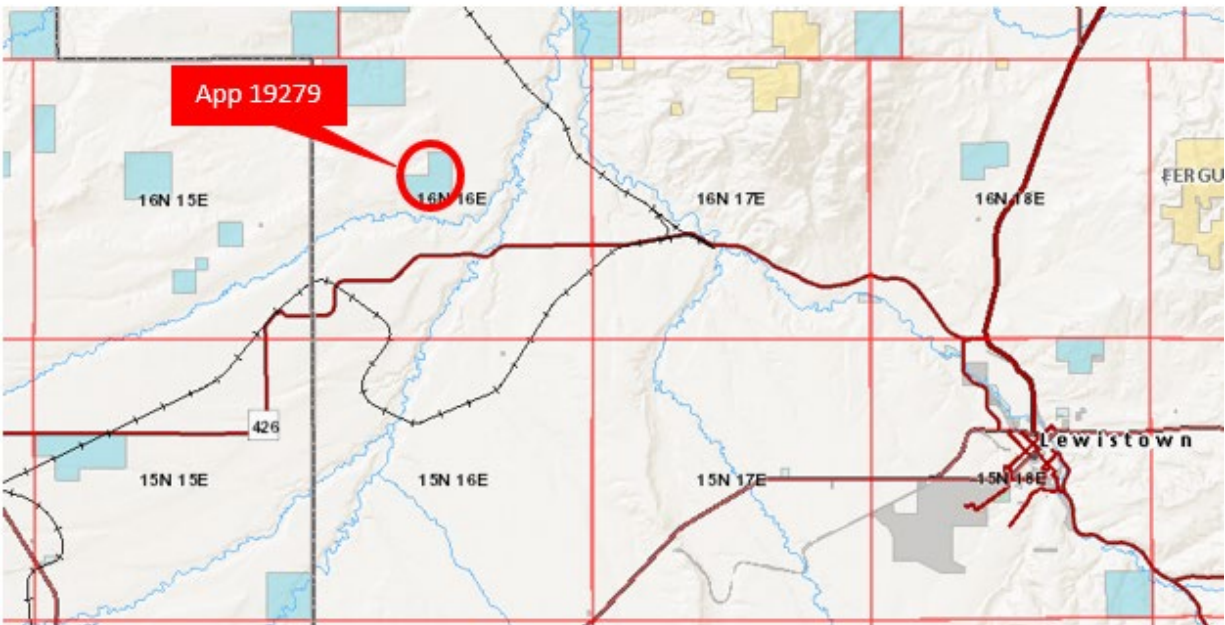 App 19279
16N 15E
16N 16E
16N 17E
16N 18E
FERGU
426
Lewistown
15N 15E
15N 16E
15N 17E
15N 18E